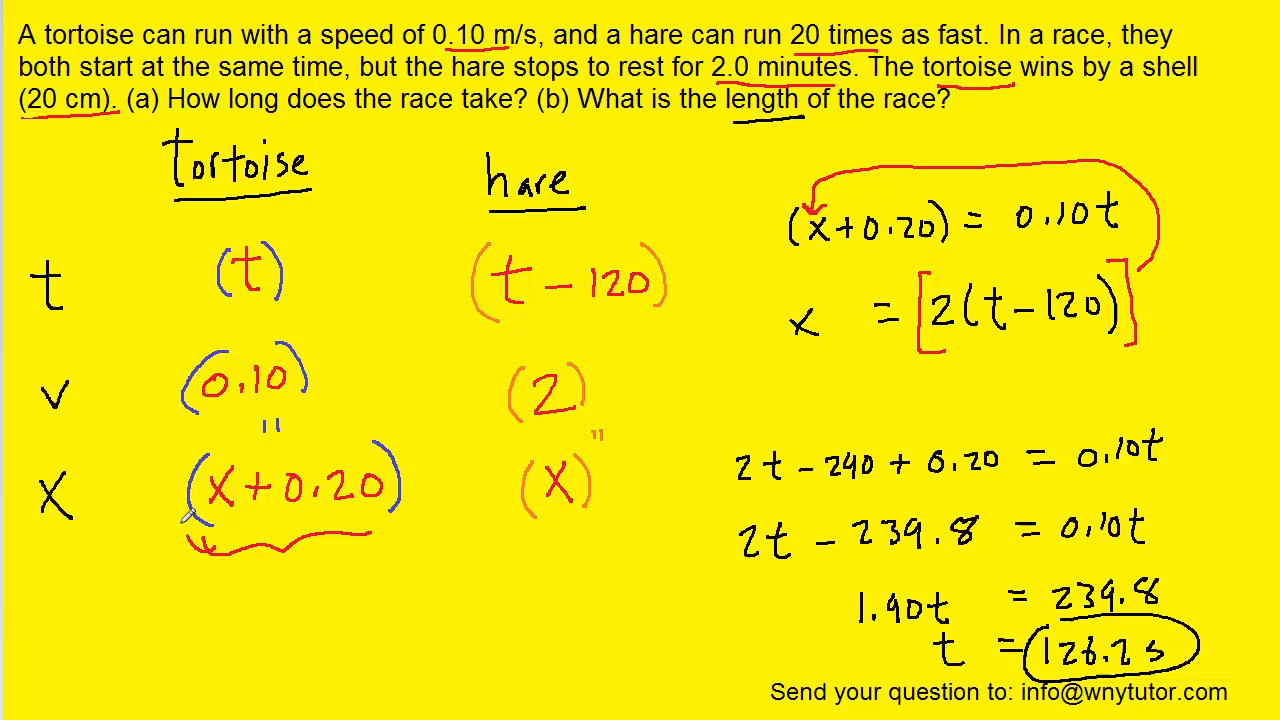 A tortoise can run with a speed of 0.10 m/s, and a hare can run 20 times as fast. In a race, they
both start at the same time, but the hare stops to rest for 2.0 minutes. The tortoise wins by a shell
(20 cm). (a) How long does the race take? (b) What is the length of the race?
tortoise hare
t (t) (t - 120)
v (0.10) (2)
" "
x (x + 0.20) (x)
(x + 0.20) = 0.10t
x = [2(t - 120)]
2t - 240 + 0.20 = 0.10t
2t - 239.8 = 0.10t
1.90t = 239.8
t = 126.2 s
Send your question to: info@wnytutor.com